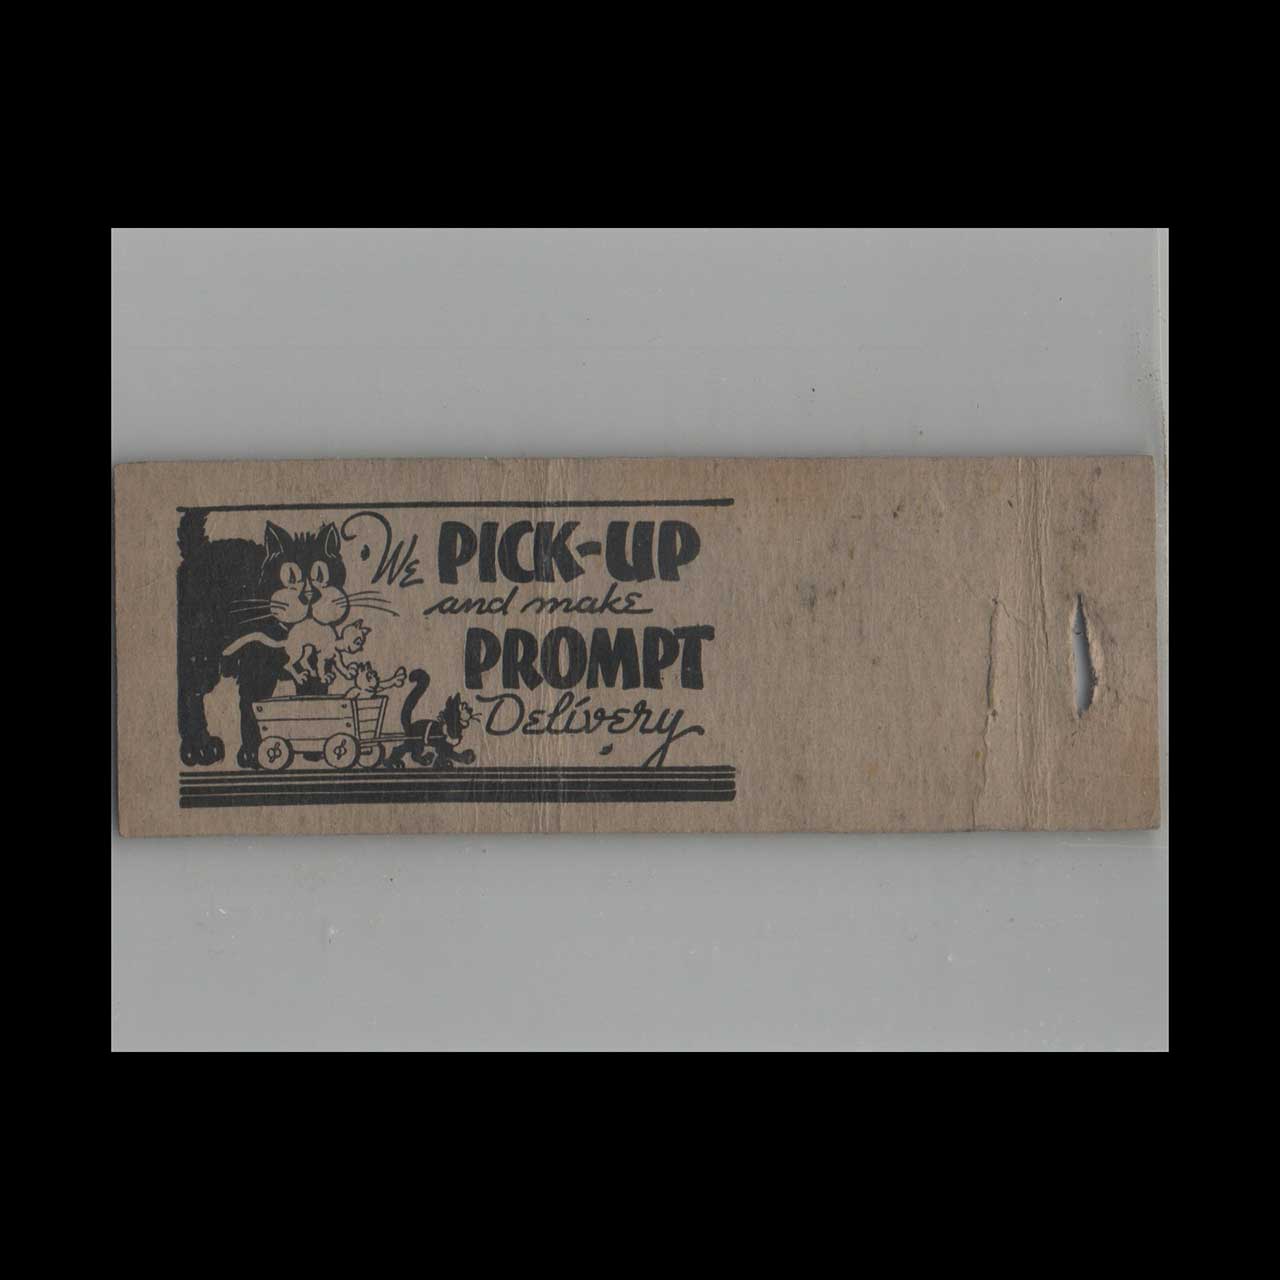 We PICK-UP
and make
PROMPT
Delivery